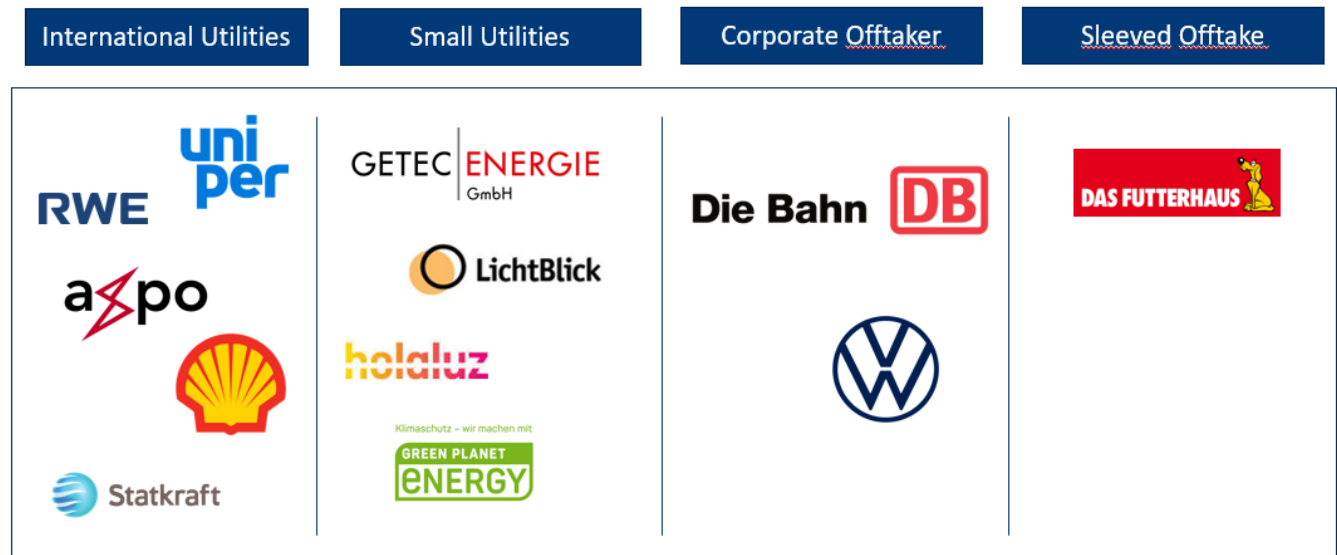 International Utilities
Small Utilities
Corporate Offtaker
Sleeved Offtake
uni
per
RWE
axpo
Statkraft
GETEC ENERGIE
GmbH
LichtBlick
holaluz
Klimaschutz – wir machen mit
GREEN PLANET
eNERGY
Die Bahn DB
VW
DAS FUTTERHAUS